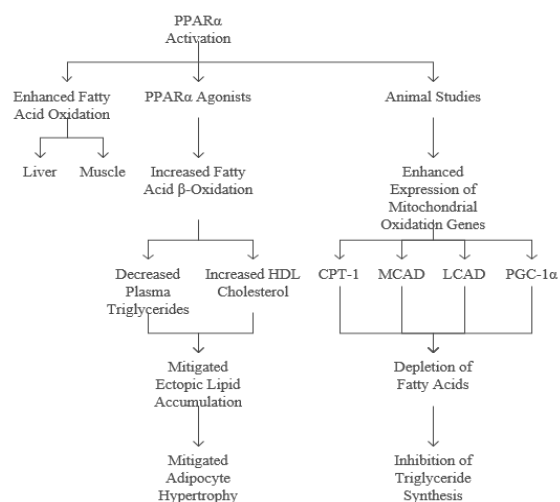 PPARα
Activation
Enhanced Fatty
Acid Oxidation
PPARα Agonists
Animal Studies
Liver
Muscle
Increased Fatty
Acid β-Oxidation
Enhanced
Expression of
Mitochondrial
Oxidation Genes
Decreased
Plasma
Triglycerides
Increased HDL
Cholesterol
CPT-1
MCAD
LCAD
PGC-1α
Mitigated
Ectopic Lipid
Accumulation
Depletion of
Fatty Acids
Mitigated
Adipocyte
Hypertrophy
Inhibition of
Triglyceride
Synthesis